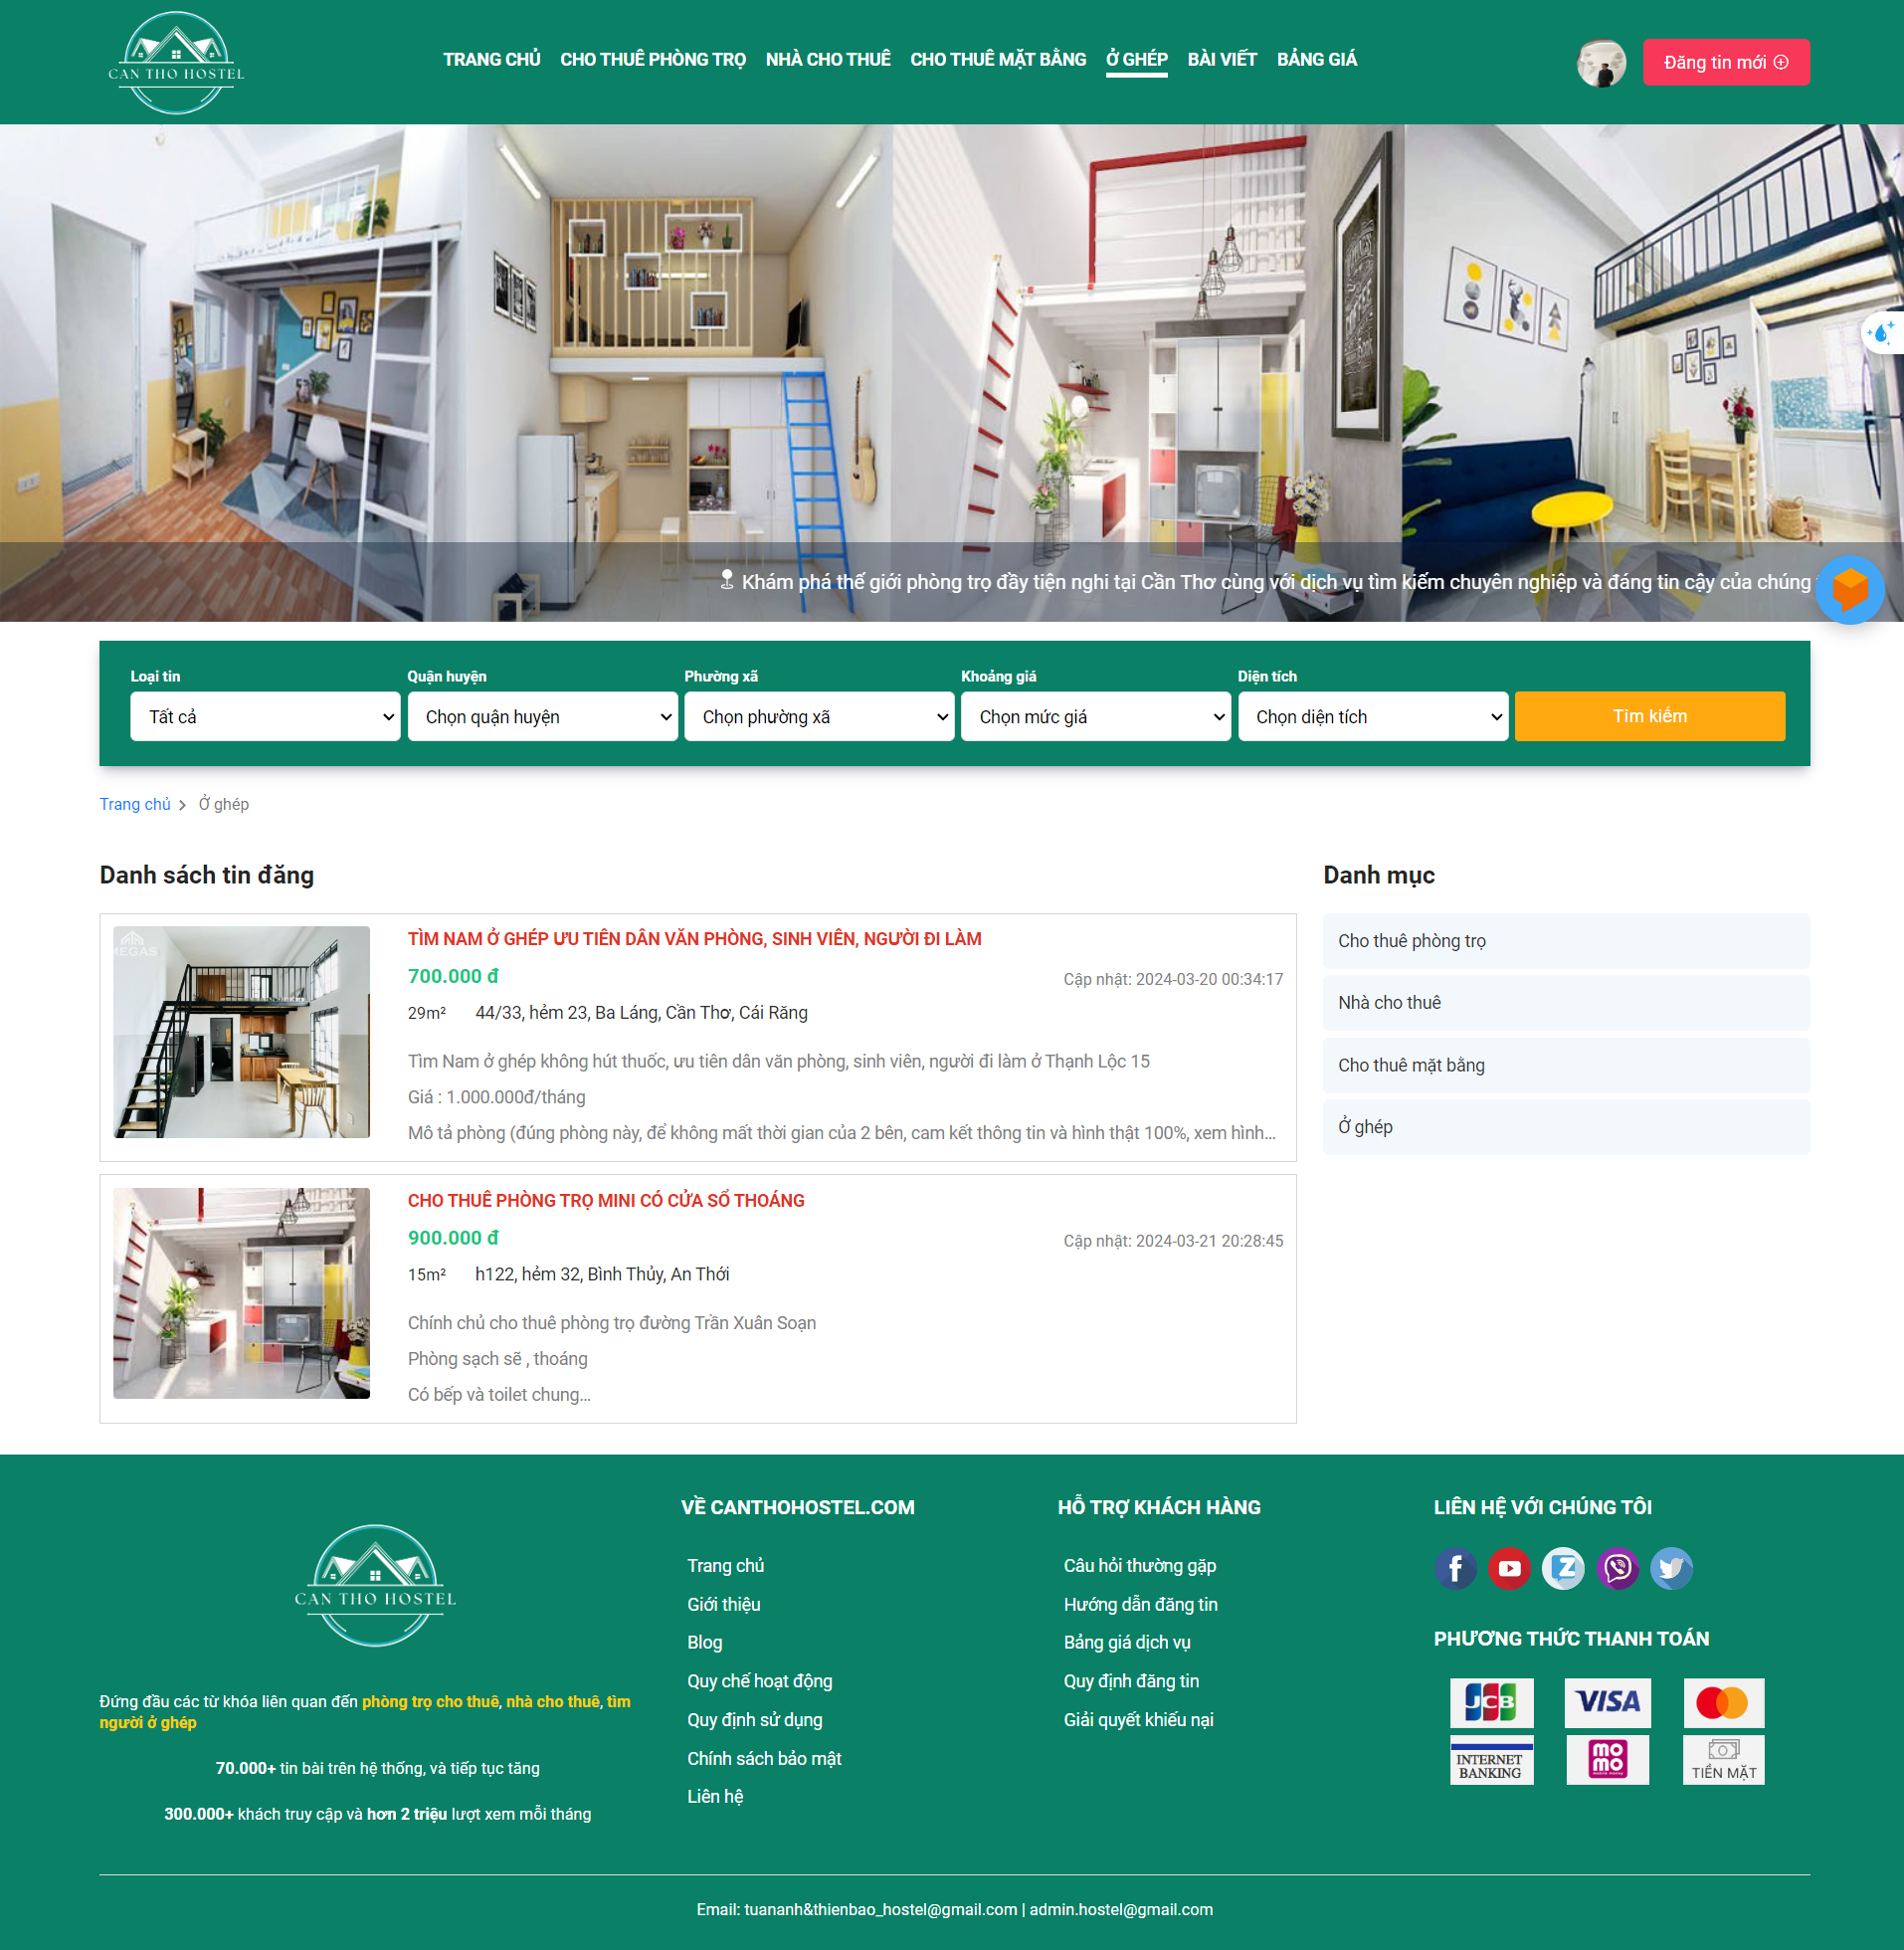 CAN THO HOSTEL
TRANG CHỦ CHO THUÊ PHÒNG TRỌ NHÀ CHO THUÊ CHO THUÊ MẶT BẰNG Ở GHÉP BÀI VIẾT BẢNG GIÁ
Đăng tin mới
Khám phá thế giới phòng trọ đầy tiện nghi tại Cần Thơ cùng với dịch vụ tìm kiếm chuyên nghiệp và đáng tin cậy của chúng
Loại tin Quận huyện Phường xã Khoảng giá Diện tích
Tất cả Chọn quận huyện Chọn phường xã Chọn mức giá Chọn diện tích Tìm kiếm
Trang chủ Ở ghép
Danh sách tin đăng
MEGAS
TÌM NAM Ở GHÉP ƯU TIÊN DÂN VĂN PHÒNG, SINH VIÊN, NGƯỜI ĐI LÀM
700.000 đ
Cập nhật: 2024-03-20 00:34:17
29m² 44/33, hẻm 23, Ba Láng, Cần Thơ, Cái Răng
Tìm Nam ở ghép không hút thuốc, ưu tiên dân văn phòng, sinh viên, người đi làm ở Thạnh Lộc 15
Giá : 1.000.000đ/tháng
Mô tả phòng (đúng phòng này, để không mất thời gian của 2 bên, cam kết thông tin và hình thật 100%, xem hình...
CHO THUÊ PHÒNG TRỌ MINI CÓ CỬA SỔ THOÁNG
900.000 đ
Cập nhật: 2024-03-21 20:28:45
15m² h122, hẻm 32, Bình Thủy, An Thới
Chính chủ cho thuê phòng trọ đường Trần Xuân Soạn
Phòng sạch sẽ , thoáng
Có bếp và toilet chung...
Danh mục
Cho thuê phòng trọ
Nhà cho thuê
Cho thuê mặt bằng
Ở ghép
CAN THO HOSTEL
Đứng đầu các từ khóa liên quan đến phòng trọ cho thuê, nhà cho thuê, tìm
người ở ghép
70.000+ tin bài trên hệ thống, và tiếp tục tăng
300.000+ khách truy cập và hơn 2 triệu lượt xem mỗi tháng
VỀ CANTHOHOSTEL.COM
Trang chủ
Giới thiệu
Blog
Quy chế hoạt động
Quy định sử dụng
Chính sách bảo mật
Liên hệ
HỖ TRỢ KHÁCH HÀNG
Câu hỏi thường gặp
Hướng dẫn đăng tin
Bảng giá dịch vụ
Quy định đăng tin
Giải quyết khiếu nại
LIÊN HỆ VỚI CHÚNG TÔI
PHƯƠNG THỨC THANH TOÁN
JCB VISA
INTERNET
BANKING
mo
mo
TIỀN MẶT
Email: tuananh&thienbao_hostel@gmail.com | admin.hostel@gmail.com